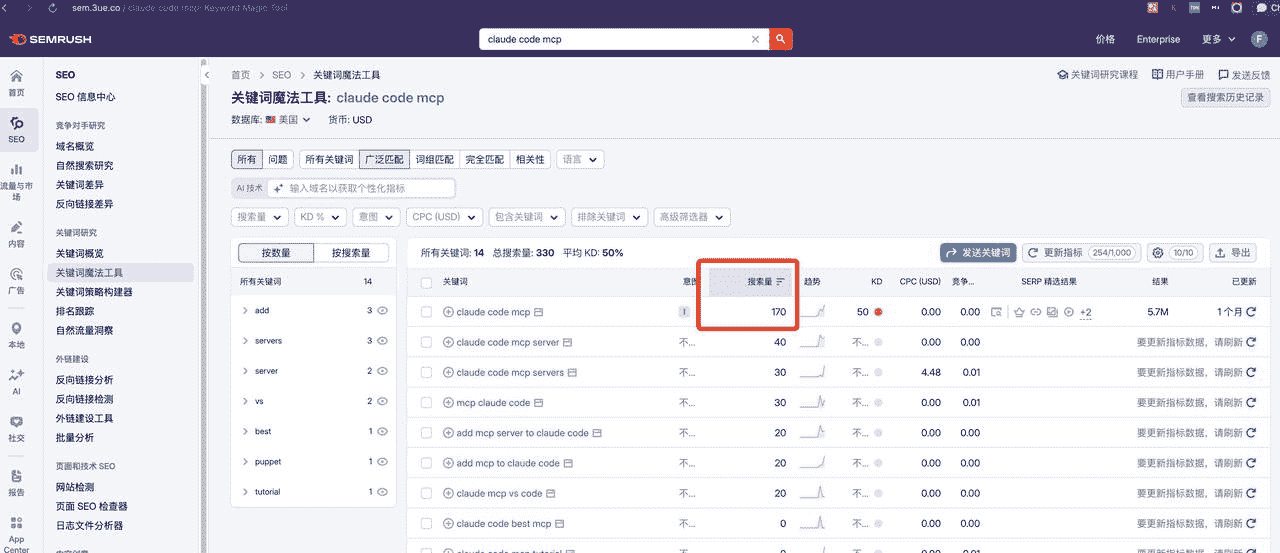 sem.3ue.co / claude code mcp: Keyword Magic Tool
SEMRUSH
claude code mcp
价格
Enterprise
更多
F
首页
SEO
流量与市场
内容
广告
本地
AI
社交
报告
App Center
SEO
SEO 信息中心
竞争对手研究
域名概览
自然搜索研究
关键词差异
反向链接差异
关键词研究
关键词概览
关键词魔法工具
关键词策略构建器
排名跟踪
自然流量洞察
外链建设
反向链接分析
反向链接检测
外链建设工具
批量分析
页面和技术 SEO
网站检测
页面 SEO 检查器
日志文件分析器
首页 > SEO > 关键词魔法工具
关键词研究课程
用户手册
发送反馈
关键词魔法工具: claude code mcp
查看搜索历史记录
数据库: 美国 货币: USD
所有 问题 所有关键词 广泛匹配 词组匹配 完全匹配 相关性 语言
AI 技术 输入域名以获取个性化指标
搜索量 KD % 意图 CPC (USD) 包含关键词 排除关键词 高级筛选器
按数量 按搜索量
所有关键词 14
add 3
servers 3
server 2
vs 2
best 1
puppet 1
tutorial 1
所有关键词: 14 总搜索量: 330 平均 KD: 50%
发送关键词 更新指标 254/1,000 10/10 导出
关键词 意图 搜索量 趋势 KD CPC (USD) 竞争... SERP 精选结果 结果 已更新
claude code mcp I 170 50 0.00 0.00 +2 5.7M 1 个月
claude code mcp server 不... 40 不... 0.00 0.00 要更新指标数据，请刷新
claude code mcp servers 不... 30 不... 4.48 0.01 要更新指标数据，请刷新
mcp claude code 不... 30 不... 0.00 0.01 要更新指标数据，请刷新
add mcp server to claude code 不... 20 不... 0.00 0.00 要更新指标数据，请刷新
add mcp to claude code 不... 20 不... 0.00 0.00 要更新指标数据，请刷新
claude mcp vs code 不... 20 不... 0.00 0.00 要更新指标数据，请刷新
claude code best mcp 不... 0 不... 0.00 0.00 要更新指标数据，请刷新